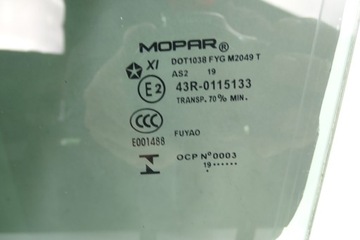 MOPAR®
XI DOT1038 FYG M2049 T
AS2 19
E2 43R-0115133
TRANSP. 70% MIN.
CCC FUYAO
E001488
N OCP Nº0003
19......
.